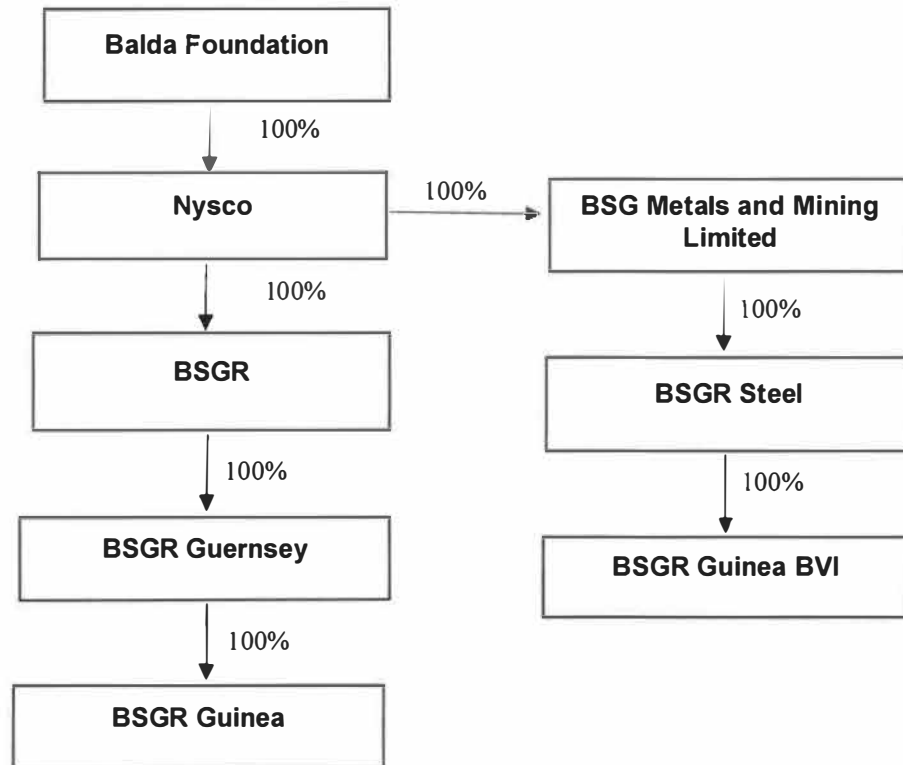 Balda Foundation
100%
Nysco
100%
BSG Metals and Mining
Limited
100%
100%
BSGR
BSGR Steel
100%
100%
BSGR Guernsey
BSGR Guinea BVI
100%
BSGR Guinea